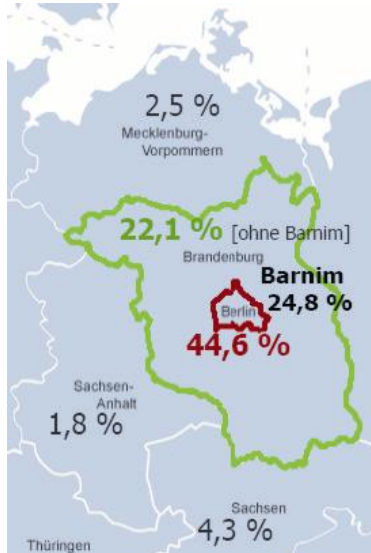 2,5 %
Mecklenburg-
Vorpommern
22,1 % [ohne Barnim]
Brandenburg
Barnim
24,8 %
Berlin
44,6 %
Sachsen-
Anhalt
1,8 %
Sachsen
4,3 %
Thüringen